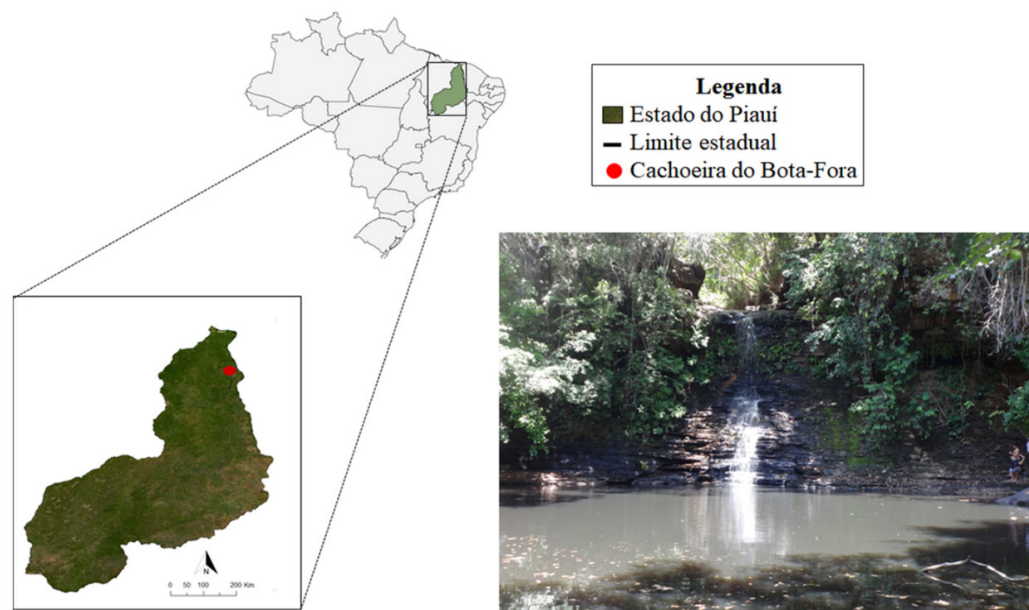 Legenda
Estado do Piauí
Limite estadual
Cachoeira do Bota-Fora
N
0 50 100 200 Km